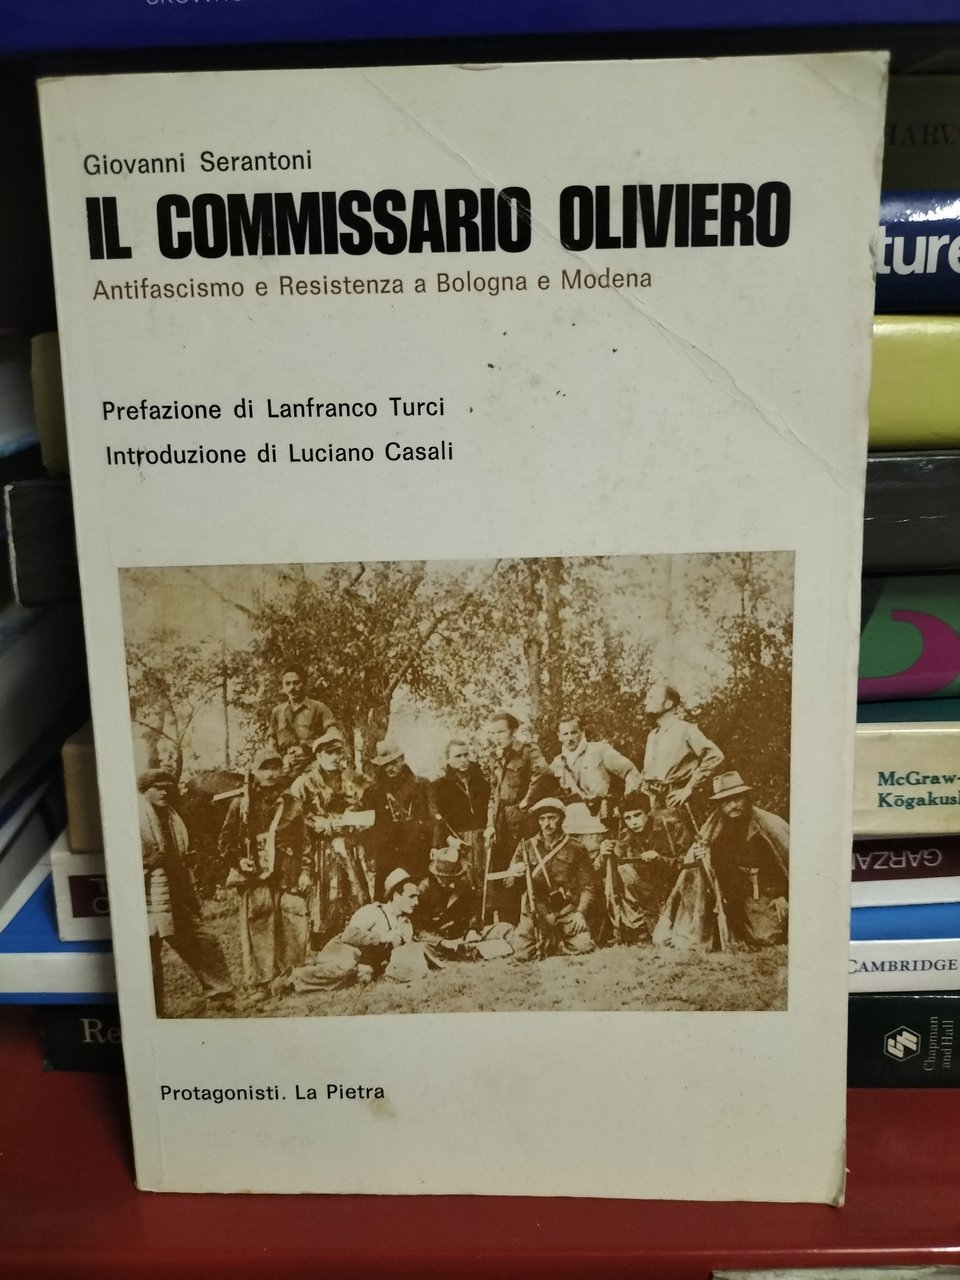 Giovanni Serantoni
IL COMMISSARIO OLIVIERO
Antifascismo e Resistenza a Bologna e Modena
Prefazione di Lanfranco Turci
Introduzione di Luciano Casali
Protagonisti. La Pietra
ture
McGraw-
Kōgakus
GARZA
CAMBRIDGE
Chapman
and Hall
Re